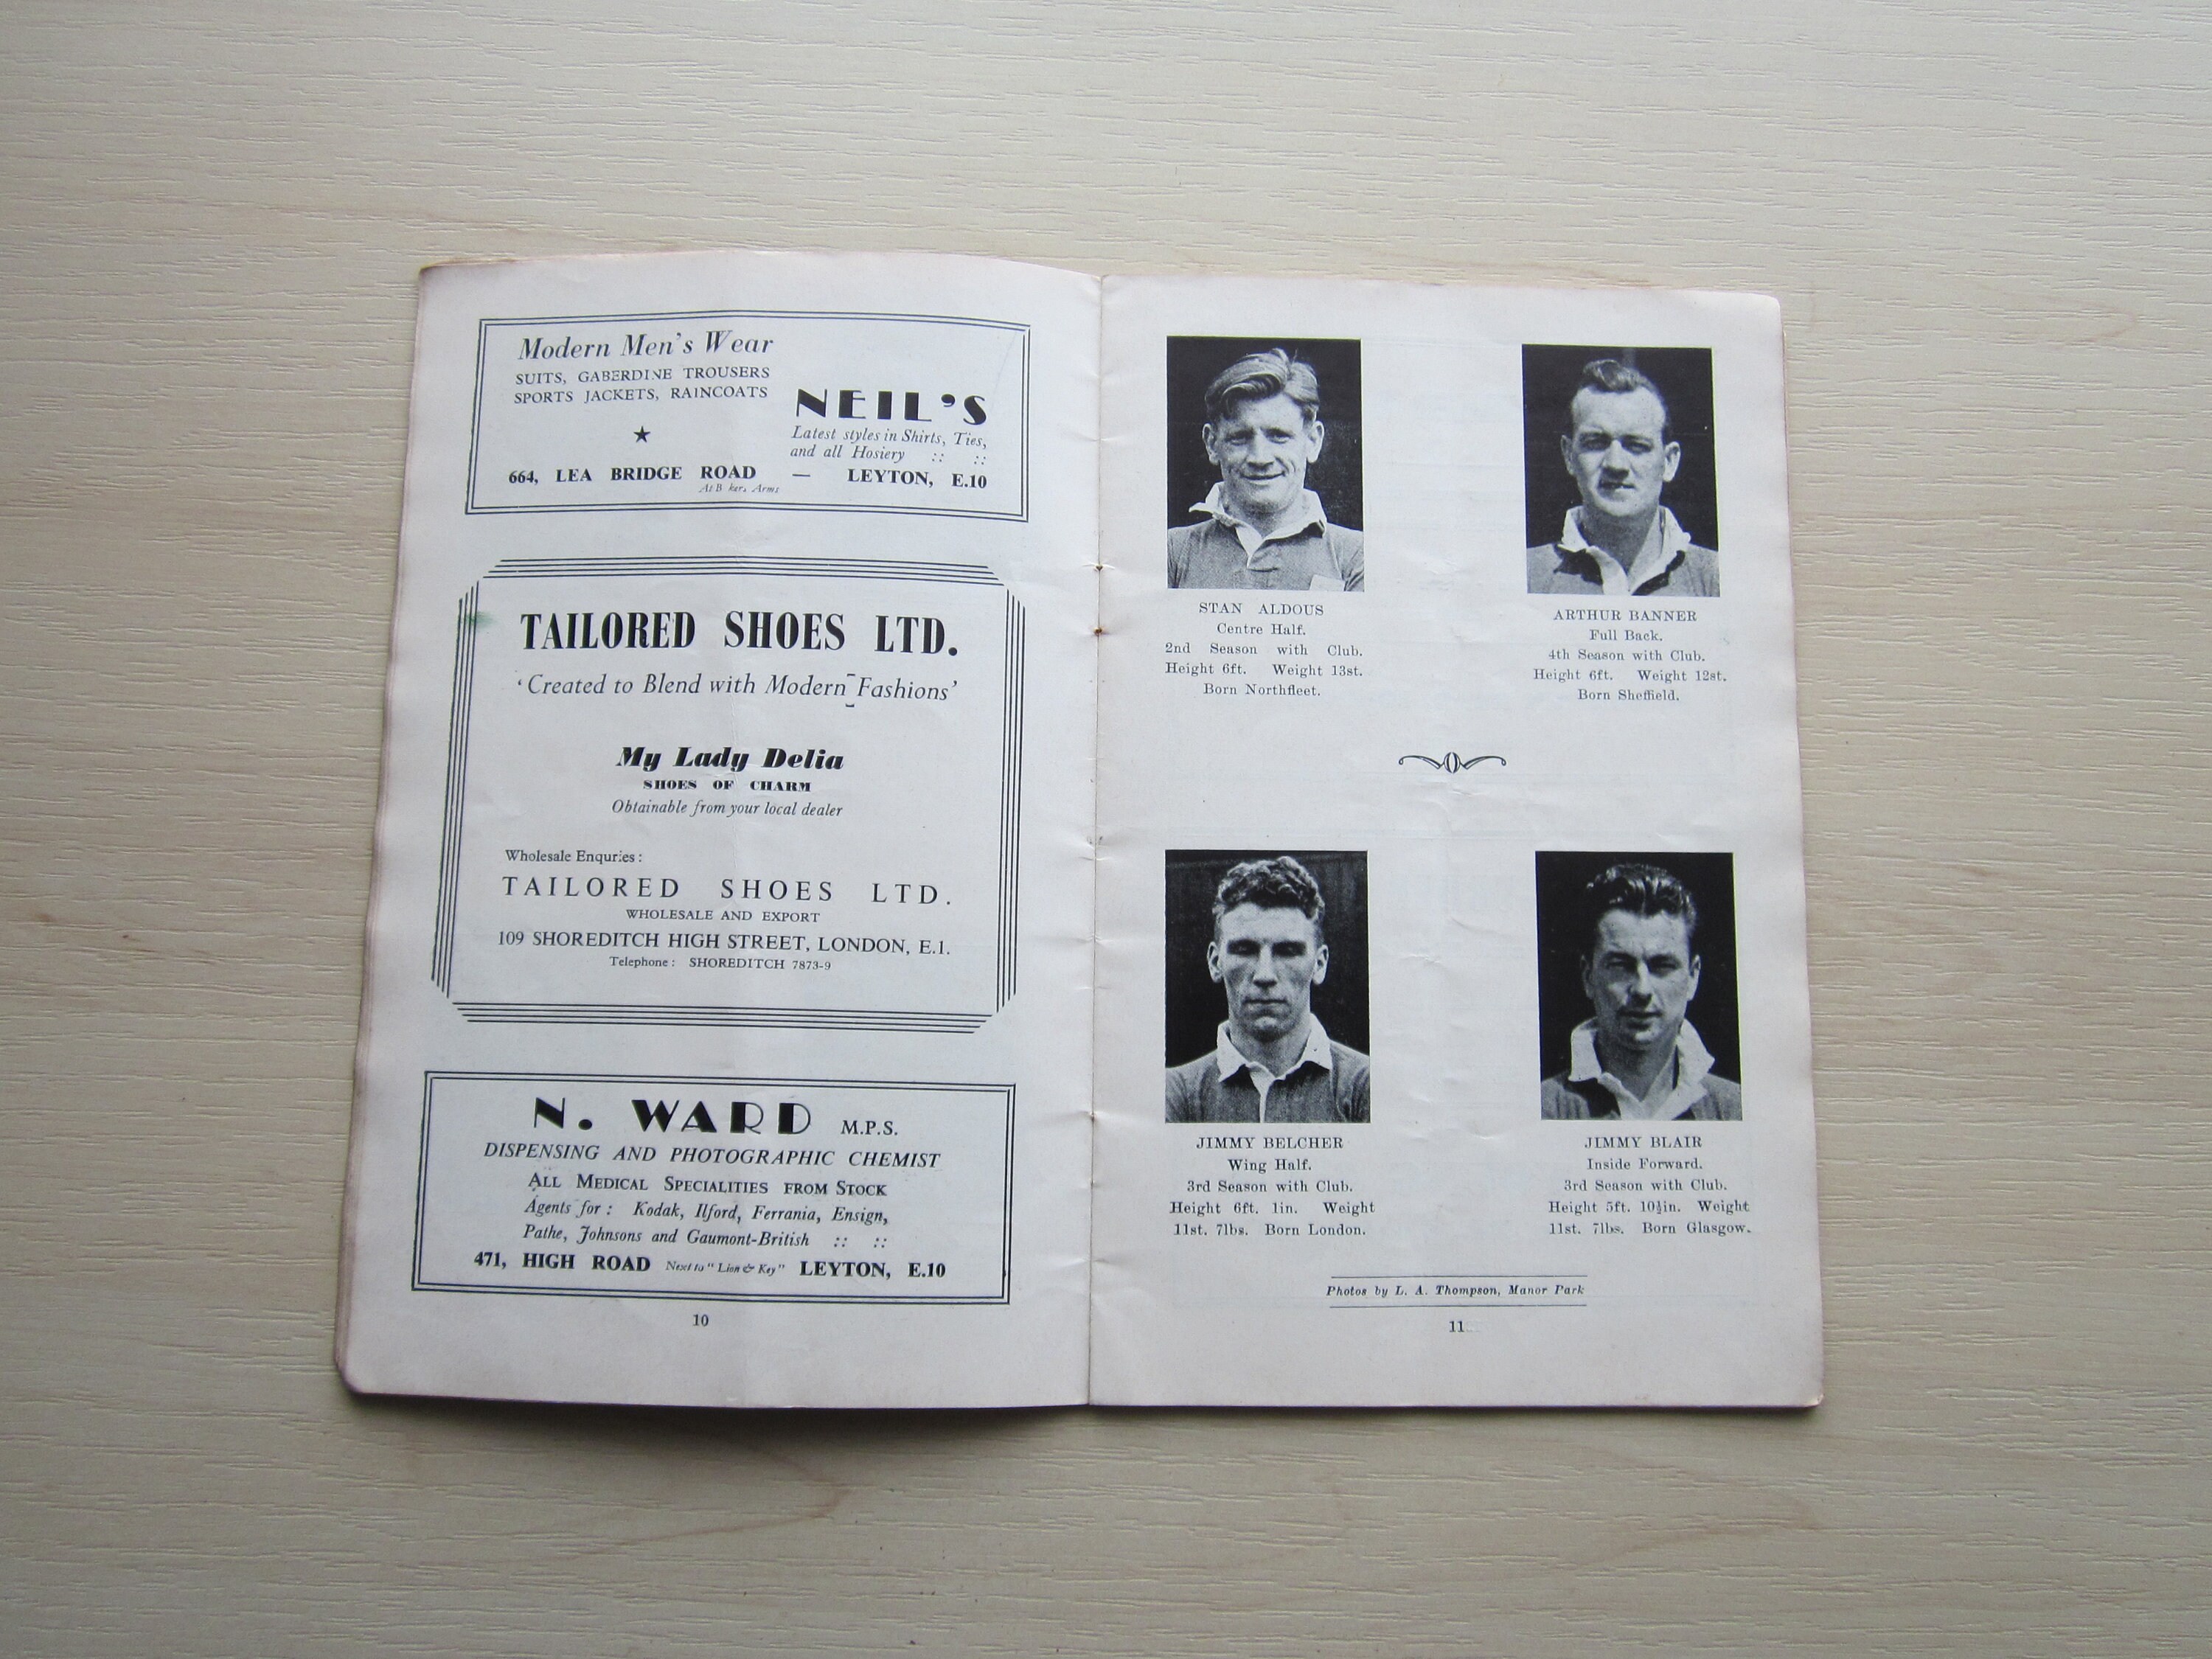 Modern Men's Wear
SUITS, GABERDINE TROUSERS
SPORTS JACKETS, RAINCOATS
NEIL'S
Latest styles in Shirts, Ties,
and all Hosiery :: ::
664, LEA BRIDGE ROAD — LEYTON, E.10
At B kers Arms
TAILORED SHOES LTD.
'Created to Blend with Modern Fashions'
My Lady Delia
SHOES OF CHARM
Obtainable from your local dealer
Wholesale Enquries:
TAILORED SHOES LTD.
WHOLESALE AND EXPORT
109 SHOREDITCH HIGH STREET, LONDON, E.1.
Telephone: SHOREDITCH 7873-9
N. WARD M.P.S.
DISPENSING AND PHOTOGRAPHIC CHEMIST
ALL MEDICAL SPECIALITIES FROM STOCK
Agents for: Kodak, Ilford, Ferrania, Ensign,
Pathe, Johnsons and Gaumont-British :: ::
471, HIGH ROAD Next to "Lion & Key" LEYTON, E.10
10
STAN ALDOUS
Centre Half.
2nd Season with Club.
Height 6ft. Weight 13st.
Born Northfleet.
ARTHUR BANNER
Full Back.
4th Season with Club.
Height 6ft. Weight 12st.
Born Sheffield.
JIMMY BELCHER
Wing Half.
3rd Season with Club.
Height 6ft. 1in. Weight
11st. 7lbs. Born London.
JIMMY BLAIR
Inside Forward.
3rd Season with Club.
Height 5ft. 10½in. Weight
11st. 7lbs. Born Glasgow.
Photos by L. A. Thompson, Manor Park
11